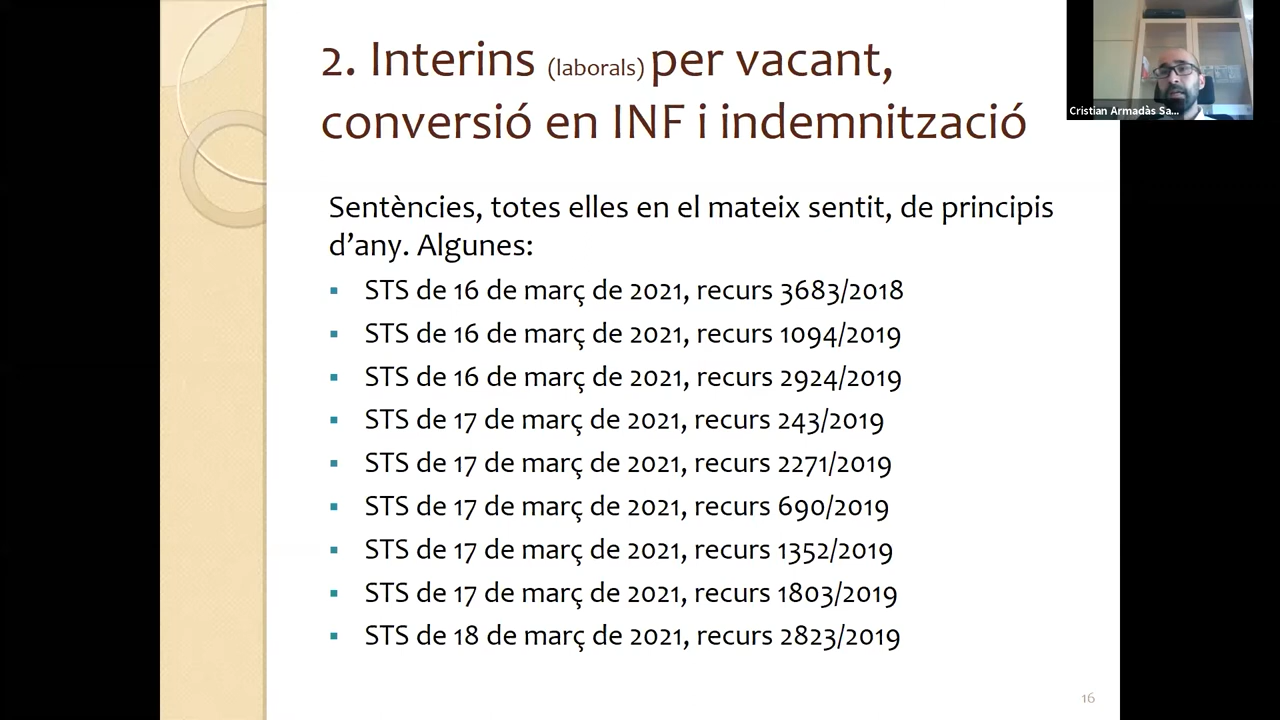 2. Interins (laborals) per vacant,
conversió en INF i indemnització
Cristian Armadàs Sa...
Sentències, totes elles en el mateix sentit, de principis
d’any. Algunes:
▪ STS de 16 de març de 2021, recurs 3683/2018
▪ STS de 16 de març de 2021, recurs 1094/2019
▪ STS de 16 de març de 2021, recurs 2924/2019
▪ STS de 17 de març de 2021, recurs 243/2019
▪ STS de 17 de març de 2021, recurs 2271/2019
▪ STS de 17 de març de 2021, recurs 690/2019
▪ STS de 17 de març de 2021, recurs 1352/2019
▪ STS de 17 de març de 2021, recurs 1803/2019
▪ STS de 18 de març de 2021, recurs 2823/2019
16